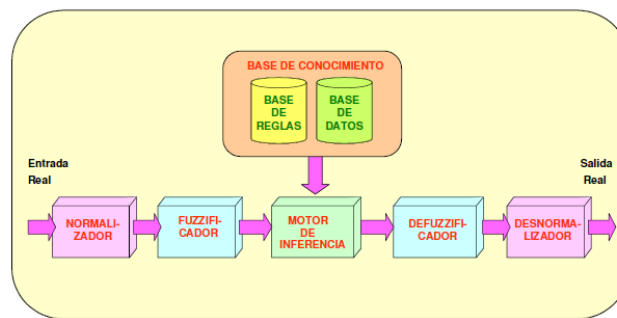 BASE DE CONOCIMIENTO
BASE
DE
REGLAS
BASE
DE
DATOS
Entrada
Real
Salida
Real
NORMALI-
ZADOR
FUZZIFI-
CADOR
MOTOR
DE
INFERENCIA
DEFUZZIFI-
CADOR
DESNORMA-
LIZADOR